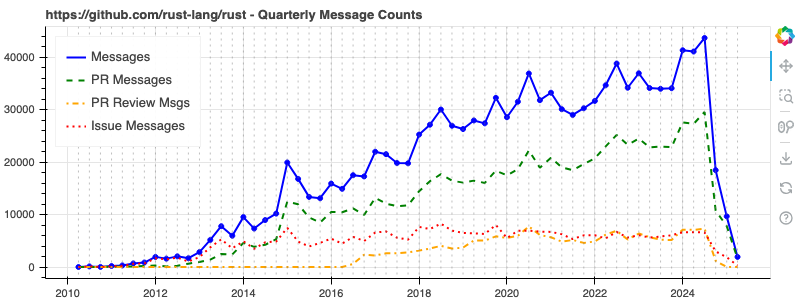 https://github.com/rust-lang/rust - Quarterly Message Counts
Messages
PR Messages
PR Review Msgs
Issue Messages
40000
30000
20000
10000
0
2010 2012 2014 2016 2018 2020 2022 2024